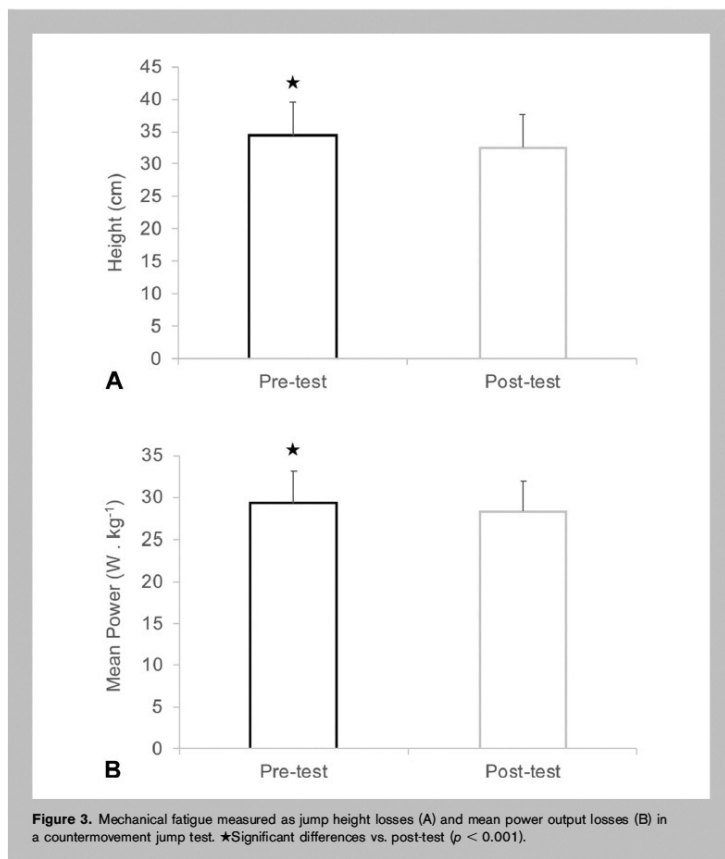 45
40
35
30
25
20
15
10
5
0
Height (cm)
★
A
Pre-test
Post-test
35
30
25
20
15
10
5
0
Mean Power (W . kg⁻¹)
★
B
Pre-test
Post-test
Figure 3. Mechanical fatigue measured as jump height losses (A) and mean power output losses (B) in
a countermovement jump test. ★Significant differences vs. post-test (p < 0.001).